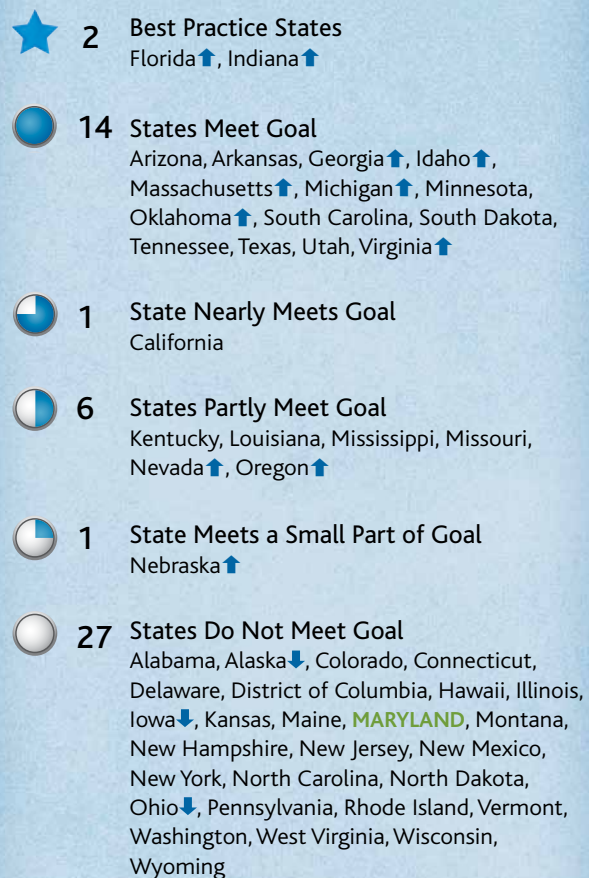 2 Best Practice States
Florida⬆, Indiana⬆
14 States Meet Goal
Arizona, Arkansas, Georgia⬆, Idaho⬆,
Massachusetts⬆, Michigan⬆, Minnesota,
Oklahoma⬆, South Carolina, South Dakota,
Tennessee, Texas, Utah, Virginia⬆
1 State Nearly Meets Goal
California
6 States Partly Meet Goal
Kentucky, Louisiana, Mississippi, Missouri,
Nevada⬆, Oregon⬆
1 State Meets a Small Part of Goal
Nebraska⬆
27 States Do Not Meet Goal
Alabama, Alaska⬇, Colorado, Connecticut,
Delaware, District of Columbia, Hawaii, Illinois,
Iowa⬇, Kansas, Maine, MARYLAND, Montana,
New Hampshire, New Jersey, New Mexico,
New York, North Carolina, North Dakota,
Ohio⬇, Pennsylvania, Rhode Island, Vermont,
Washington, West Virginia, Wisconsin,
Wyoming